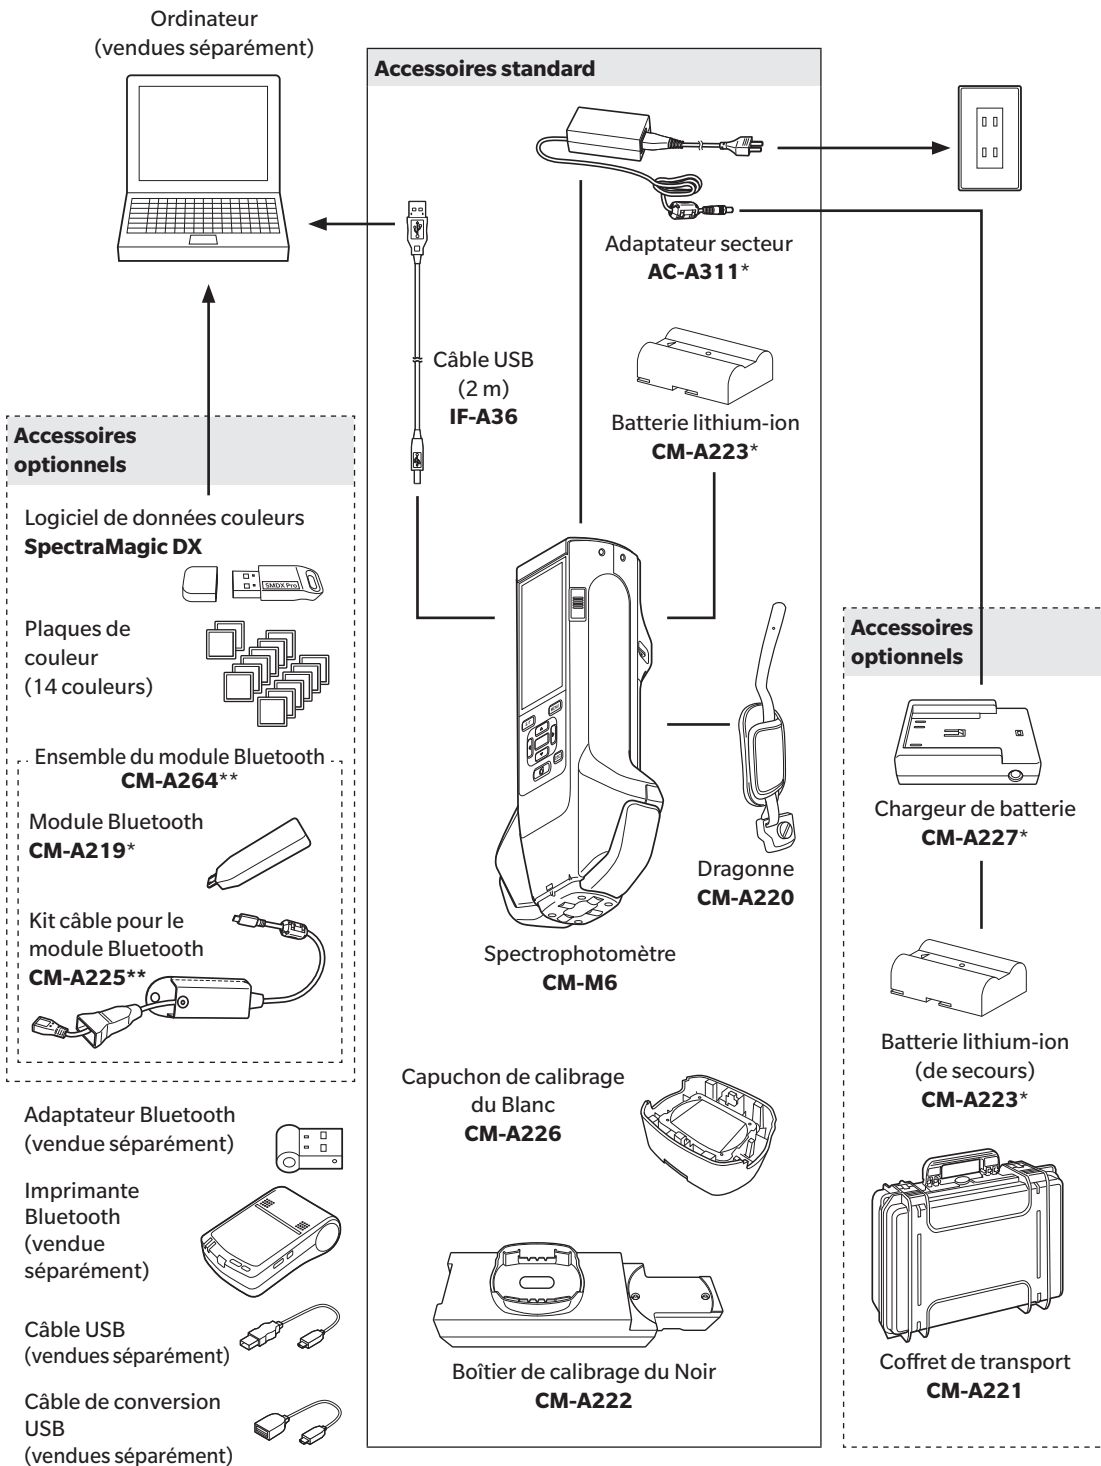 Ordinateur
(vendues séparément)
Accessoires standard
Adaptateur secteur
AC-A311*
Câble USB
(2 m)
IF-A36
Batterie lithium-ion
CM-A223*
Accessoires
optionnels
Logiciel de données couleurs
SpectraMagic DX
SMDX Pro
Plaques de
couleur
(14 couleurs)
Ensemble du module Bluetooth
CM-A264**
Module Bluetooth
CM-A219*
Kit câble pour le
module Bluetooth
CM-A225**
Adaptateur Bluetooth
(vendue séparément)
Imprimante
Bluetooth
(vendue
séparément)
Câble USB
(vendues séparément)
Câble de conversion
USB
(vendues séparément)
Dragonne
CM-A220
Spectrophotomètre
CM-M6
Capuchon de calibrage
du Blanc
CM-A226
Boîtier de calibrage du Noir
CM-A222
Accessoires
optionnels
Chargeur de batterie
CM-A227*
Batterie lithium-ion
(de secours)
CM-A223*
Coffret de transport
CM-A221